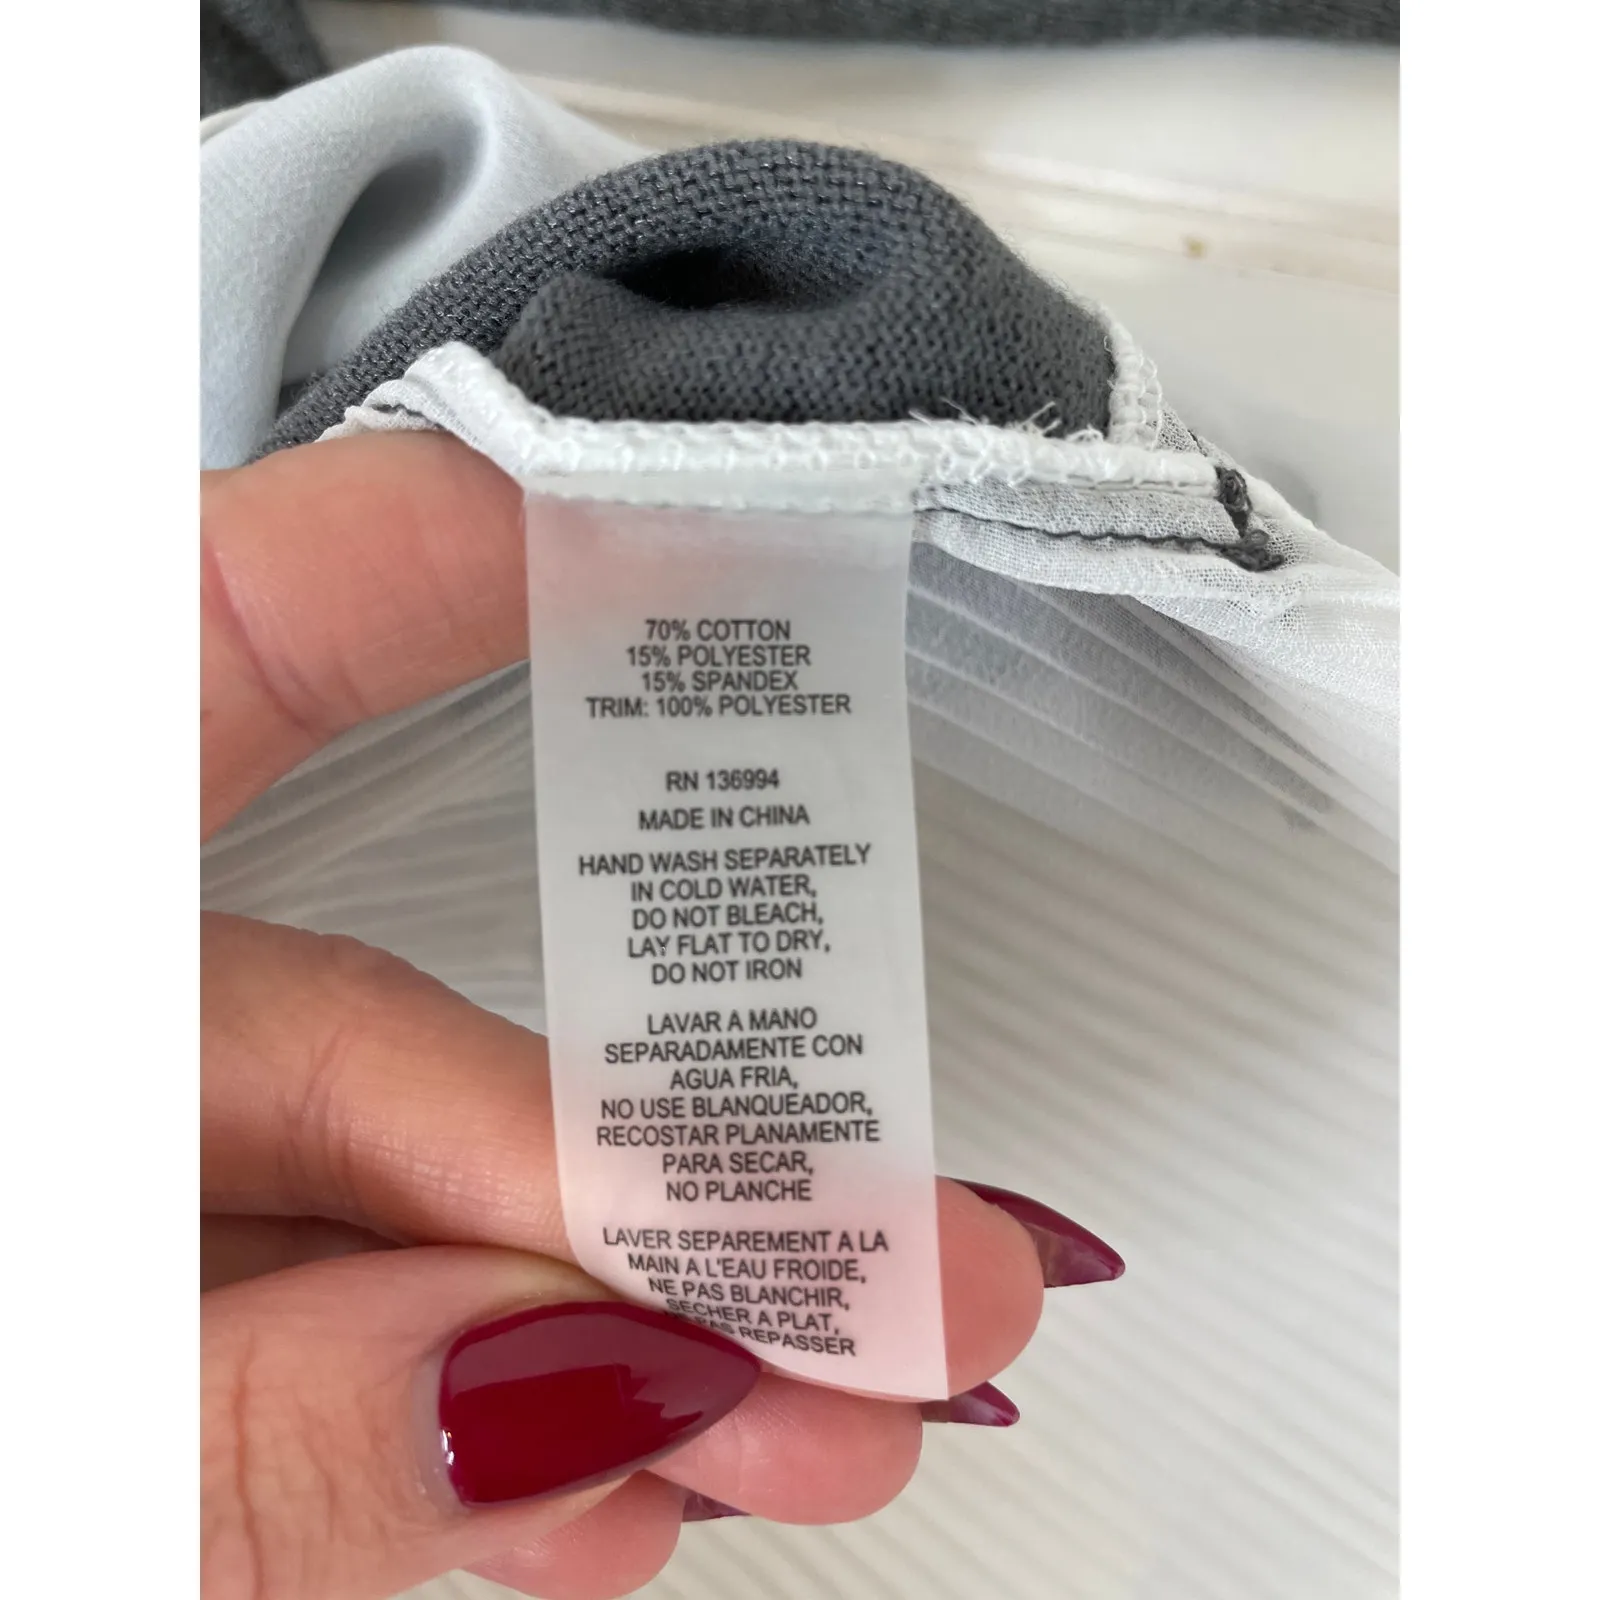 70% COTTON
15% POLYESTER
15% SPANDEX
TRIM: 100% POLYESTER
RN 136994
MADE IN CHINA
HAND WASH SEPARATELY
IN COLD WATER,
DO NOT BLEACH,
LAY FLAT TO DRY,
DO NOT IRON
LAVAR A MANO
SEPARADAMENTE CON
AGUA FRIA,
NO USE BLANQUEADOR,
RECOSTAR PLANAMENTE
PARA SECAR,
NO PLANCHE
LAVER SEPAREMENT A LA
MAIN A L'EAU FROIDE,
NE PAS BLANCHIR,
SECHER A PLAT,
PAS REPASSER